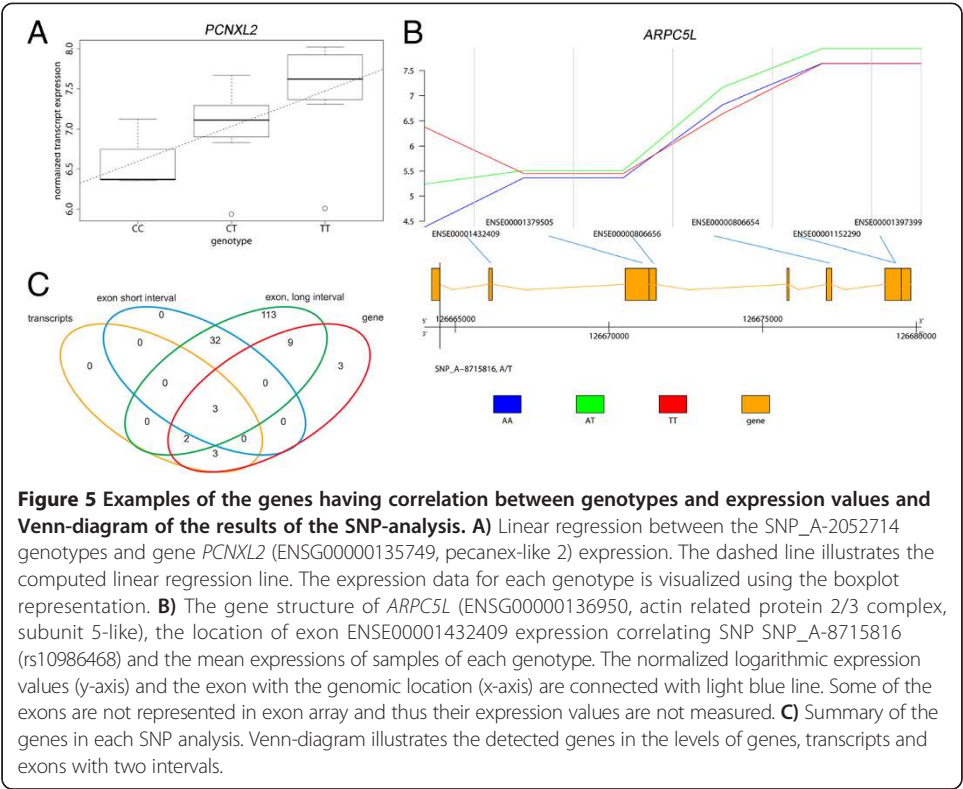 A
PCNXL2
normalized transcript expression
8.0
7.5
7.0
6.5
6.0
CC CT TT
genotype
B
ARPC5L
7.5
7
6.5
6
5.5
5
4.5
ENSE00001379505 ENSE00000806654 ENSE00001397399
ENSE00001432409 ENSE00000806656 ENSE00001152290
5' 3'
3' 5'
126665000 126670000 126675000 126680000
SNP_A-8715816, A/T
AA AT TT gene
C
exon short interval exon, long interval
transcripts gene
0 113
0 32 9
0 0 3
0 0
3
0 0
2 0
3
Figure 5 Examples of the genes having correlation between genotypes and expression values and
Venn-diagram of the results of the SNP-analysis. A) Linear regression between the SNP_A-2052714
genotypes and gene PCNXL2 (ENSG00000135749, pecanex-like 2) expression. The dashed line illustrates the
computed linear regression line. The expression data for each genotype is visualized using the boxplot
representation. B) The gene structure of ARPC5L (ENSG00000136950, actin related protein 2/3 complex,
subunit 5-like), the location of exon ENSE00001432409 expression correlating SNP SNP_A-8715816
(rs10986468) and the mean expressions of samples of each genotype. The normalized logarithmic expression
values (y-axis) and the exon with the genomic location (x-axis) are connected with light blue line. Some of the
exons are not represented in exon array and thus their expression values are not measured. C) Summary of the
genes in each SNP analysis. Venn-diagram illustrates the detected genes in the levels of genes, transcripts and
exons with two intervals.